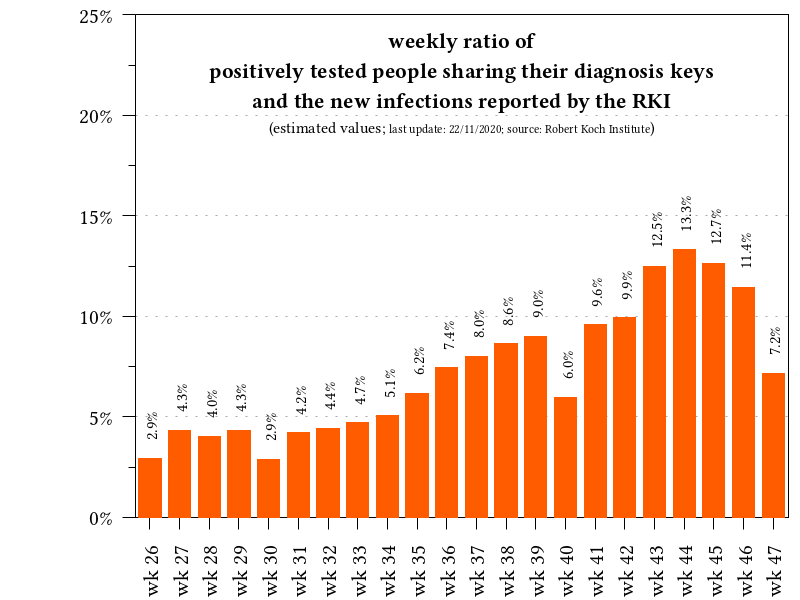 weekly ratio of
positively tested people sharing their diagnosis keys
and the new infections reported by the RKI
(estimated values; last update: 22/11/2020; source: Robert Koch Institute)
25%
20%
15%
10%
5%
0%
2.9%
4.3%
4.0%
4.3%
2.9%
4.2%
4.4%
4.7%
5.1%
6.2%
7.4%
8.0%
8.6%
9.0%
6.0%
9.6%
9.9%
12.5%
13.3%
12.7%
11.4%
7.2%
wk 26
wk 27
wk 28
wk 29
wk 30
wk 31
wk 32
wk 33
wk 34
wk 35
wk 36
wk 37
wk 38
wk 39
wk 40
wk 41
wk 42
wk 43
wk 44
wk 45
wk 46
wk 47